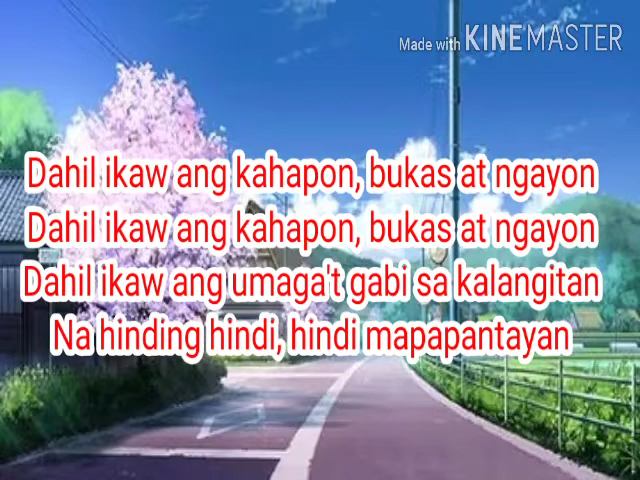 Made with KINEMASTER
Dahil ikaw ang kahapon, bukas at ngayon
Dahil ikaw ang kahapon, bukas at ngayon
Dahil ikaw ang umaga't gabi sa kalangitan
Na hinding hindi, hindi mapapantayan